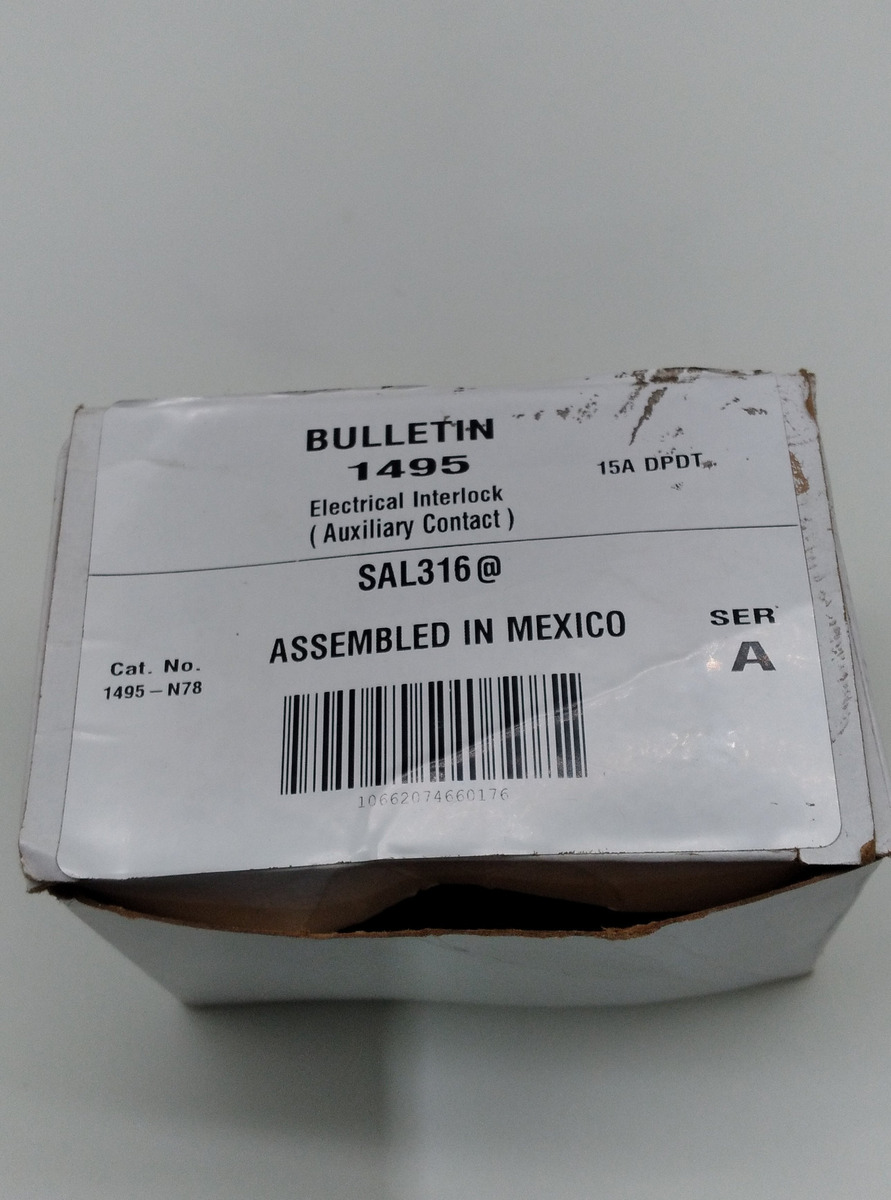 BULLETIN
1495
15A DPDT
Electrical Interlock
( Auxiliary Contact )
SAL316@
ASSEMBLED IN MEXICO
SER
A
Cat. No.
1495-N78
10662074660176